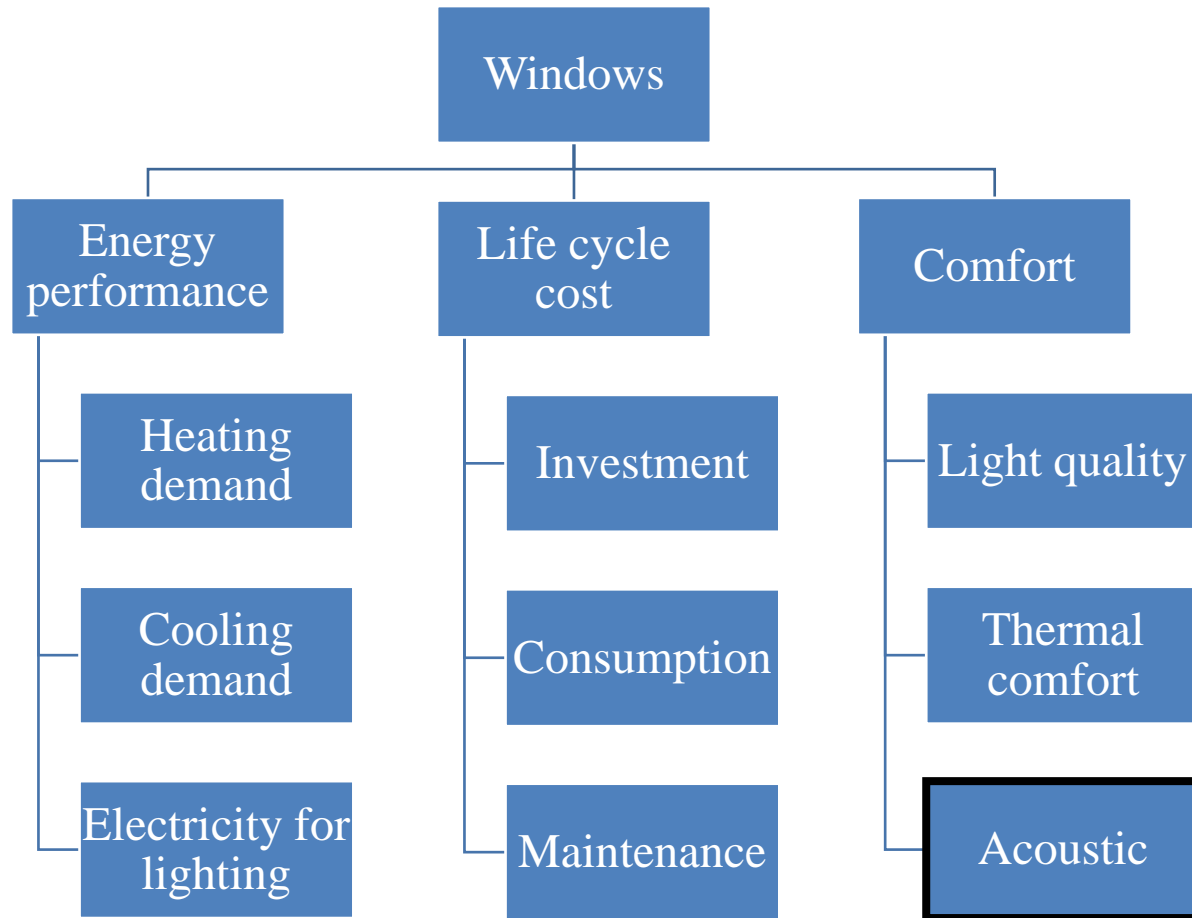 Windows
Energy
performance
Life cycle
cost
Comfort
Heating
demand
Investment
Light quality
Cooling
demand
Consumption
Thermal
comfort
Electricity for
lighting
Maintenance
Acoustic